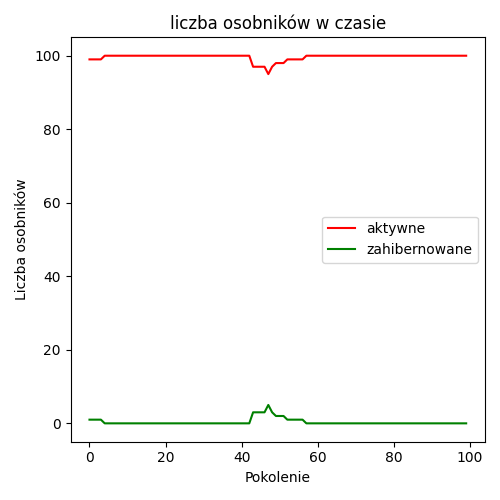 liczba osobników w czasie
Liczba osobników
100
80
60
40
20
0
aktywne
zahibernowane
0 20 40 60 80 100
Pokolenie